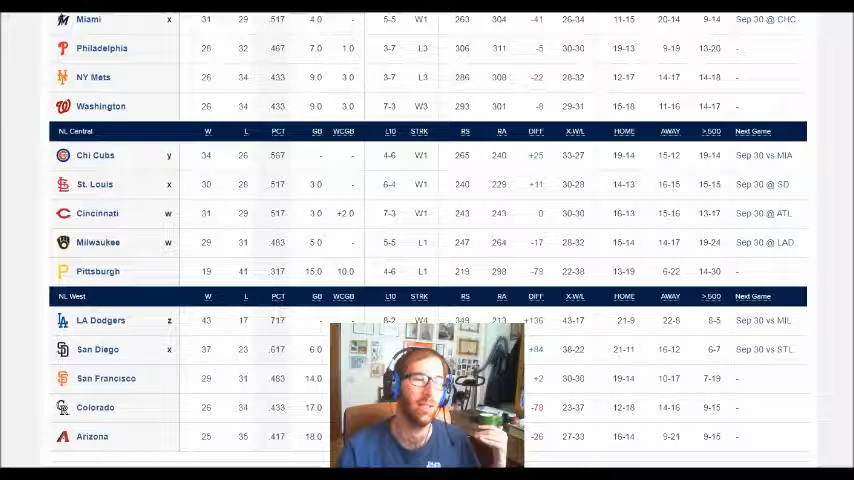 Miami x 31 29 .517 4.0 - 5-5 W1 263 304 -41 26-34 11-15 20-14 9-14 Sep 30 @ CHC
Philadelphia 28 32 .467 7.0 1.0 3-7 L3 306 311 -5 30-30 19-13 9-19 13-20 -
NY Mets 26 34 .433 9.0 3.0 3-7 L3 286 308 -22 28-32 12-17 14-17 14-18 -
Washington 26 34 .433 9.0 3.0 7-3 W3 293 301 -8 29-31 15-18 11-16 14-17 -
NL Central W L PCT GB WCGB L10 STRK RS RA DIFF X-W/L HOME AWAY >.500 Next Game
Chi Cubs y 34 26 .567 - - 4-6 W1 265 240 +25 33-27 19-14 15-12 19-14 Sep 30 vs MIA
St. Louis x 30 28 .517 3.0 - 6-4 W1 240 229 +11 30-28 14-13 16-15 15-15 Sep 30 @ SD
Cincinnati w 31 29 .517 3.0 +2.0 7-3 W1 243 243 0 30-30 16-13 15-16 13-17 Sep 30 @ ATL
Milwaukee w 29 31 .483 5.0 - 5-5 L1 247 264 -17 28-32 15-14 14-17 19-24 Sep 30 @ LAD
Pittsburgh 19 41 .317 15.0 10.0 4-6 L1 219 298 -79 22-38 13-19 6-22 14-30 -
NL West W L PCT GB WCGB L10 STRK RS RA DIFF X-W/L HOME AWAY >.500 Next Game
LA Dodgers z 43 17 .717 - 8-2 W4 349 213 +136 43-17 21-9 22-8 8-5 Sep 30 vs MIL
San Diego x 37 23 .617 6.0 +84 38-22 21-11 16-12 6-7 Sep 30 vs STL
San Francisco 29 31 .483 14.0 +2 30-30 19-14 10-17 7-19 -
Colorado 26 34 .433 17.0 -78 23-37 12-18 14-16 9-15 -
Arizona 25 35 .417 18.0 -26 27-33 16-14 9-21 9-15 -